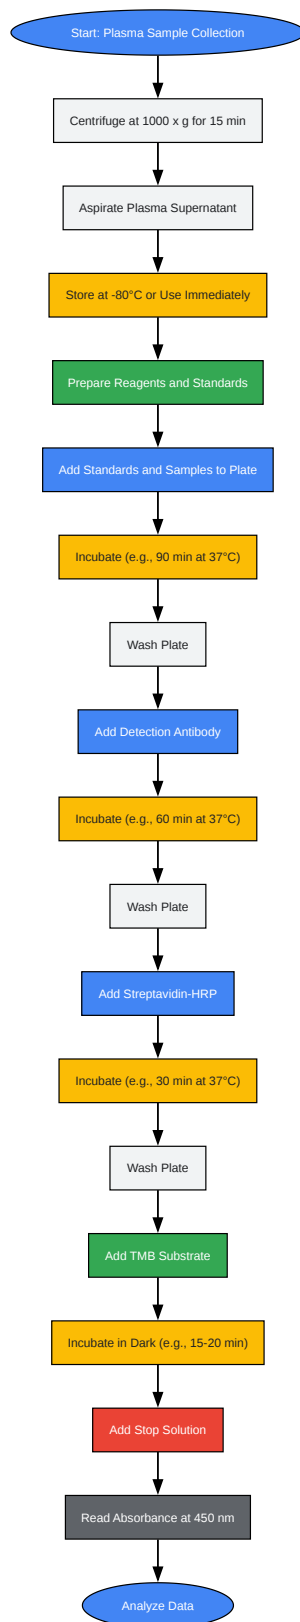 Start: Plasma Sample Collection
Centrifuge at 1000 x g for 15 min
Aspirate Plasma Supernatant
Store at -80°C or Use Immediately
Prepare Reagents and Standards
Add Standards and Samples to Plate
Incubate (e.g., 90 min at 37°C)
Wash Plate
Add Detection Antibody
Incubate (e.g., 60 min at 37°C)
Wash Plate
Add Streptavidin-HRP
Incubate (e.g., 30 min at 37°C)
Wash Plate
Add TMB Substrate
Incubate in Dark (e.g., 15-20 min)
Add Stop Solution
Read Absorbance at 450 nm
Analyze Data